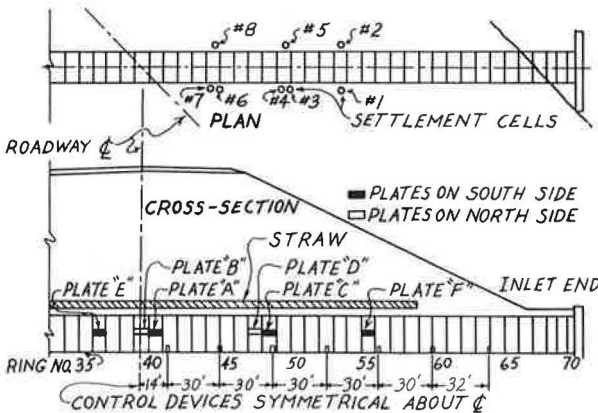 #8 #5 #2
#7 #6 #4 #3 #1
PLAN SETTLEMENT CELLS
ROADWAY ℄
CROSS-SECTION
PLATES ON SOUTH SIDE
PLATES ON NORTH SIDE
STRAW
PLATE "B" PLATE "D"
PLATE "E" PLATE "A" PLATE "C" PLATE "F"
INLET END
RING NO. 35 40 45 50 55 60 65 70
14' 30' 30' 30' 30' 30' 32'
CONTROL DEVICES SYMMETRICAL ABOUT ℄